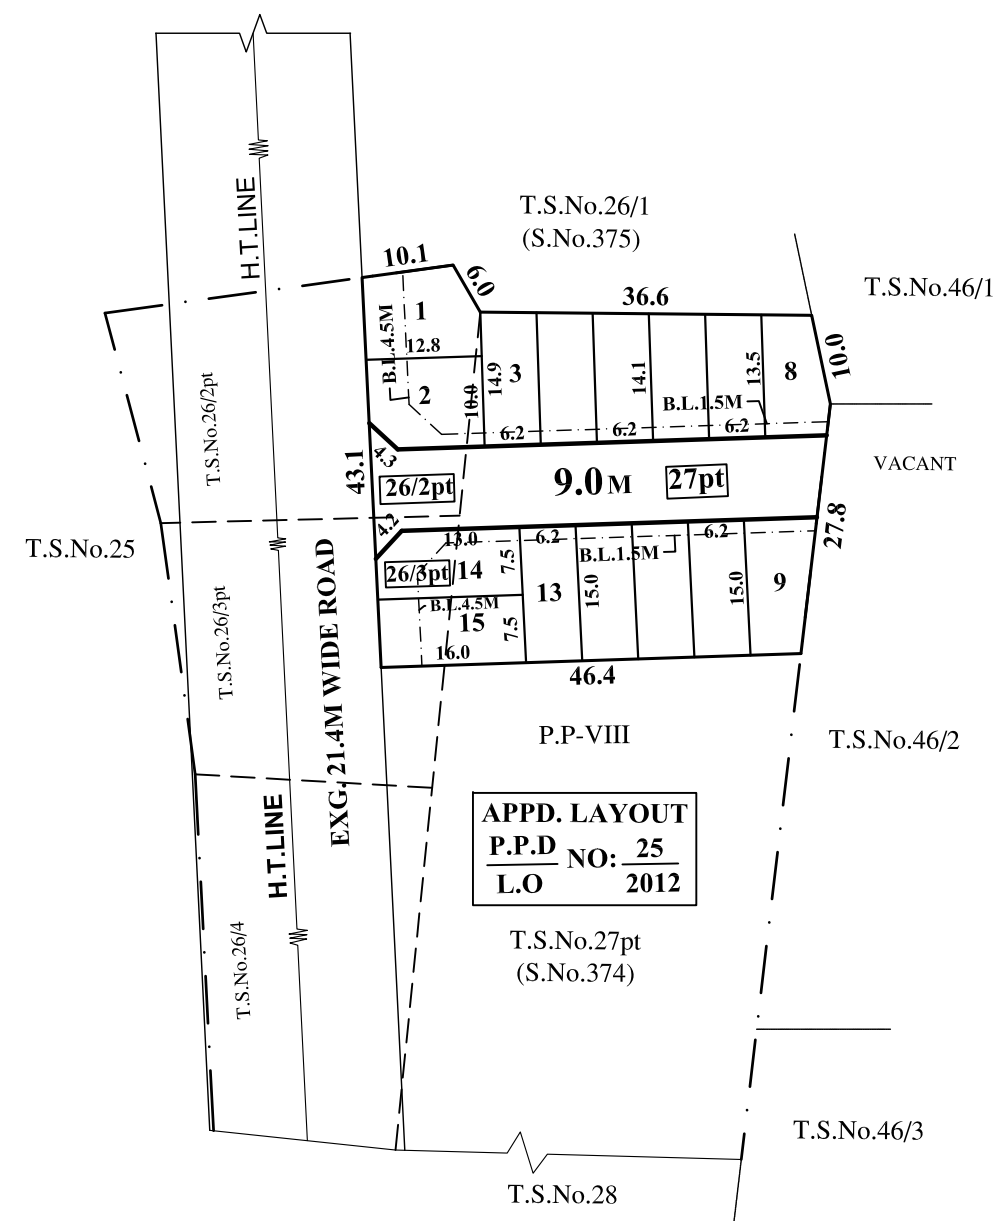 T.S.No.26/1
(S.No.375)
T.S.No.46/1
H.T.LINE
10.1
6.0
36.6
10.0
1
B.L.4.5M
12.8
2
10.0
14.9
3
14.1
13.5
8
B.L.1.5M
6.2
6.2
6.2
T.S.No.26/2pt
VACANT
43.1
4.3
26/2pt
9.0 M
27pt
27.8
4.2
T.S.No.25
13.0
6.2
6.2
B.L.1.5M
26/3pt
14
7.5
13
15.0
15.0
9
B.L.4.5M
15
7.5
16.0
46.4
T.S.No.26/3pt
EXG. 21.4M WIDE ROAD
P.P-VIII
T.S.No.46/2
H.T.LINE
APPD. LAYOUT
P.P.D NO: 25
L.O 2012
T.S.No.27pt
(S.No.374)
T.S.No.26/4
T.S.No.46/3
T.S.No.28